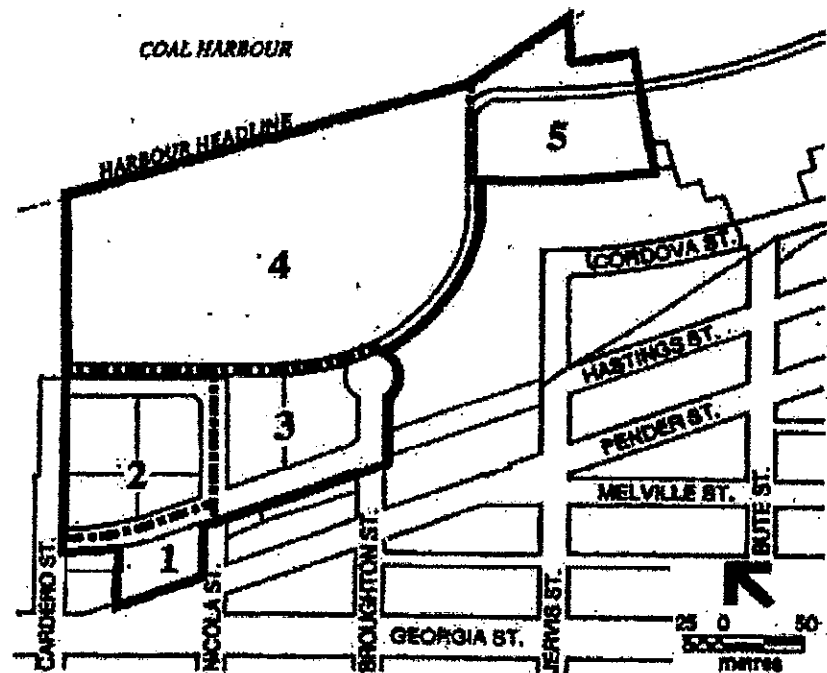 COAL HARBOUR
HARBOUR HEADLINE
5
4
(CORDOVA ST.)
HASTINGS ST.
3
PENDER ST.
2
MELVILLE ST.
1
CARDERO ST.
NICOLA ST.
BROUGHTON ST.
JERVIS ST.
BUTE ST.
GEORGIA ST.
25 0 50
metres